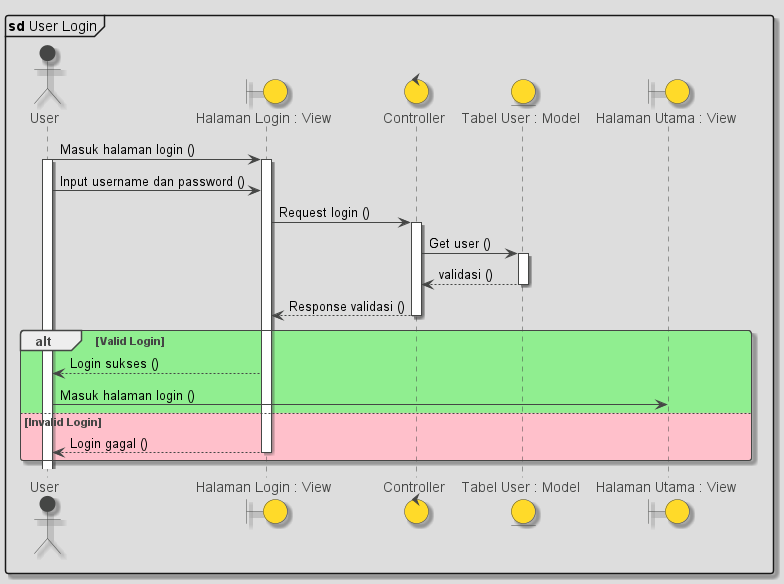 sd User Login
User
Halaman Login : View
Controller
Tabel User : Model
Halaman Utama : View
Masuk halaman login ()
Input username dan password ()
Request login ()
Get user ()
validasi ()
Response validasi ()
alt [Valid Login]
Login sukses ()
Masuk halaman login ()
[Invalid Login]
Login gagal ()
User
Halaman Login : View
Controller
Tabel User : Model
Halaman Utama : View